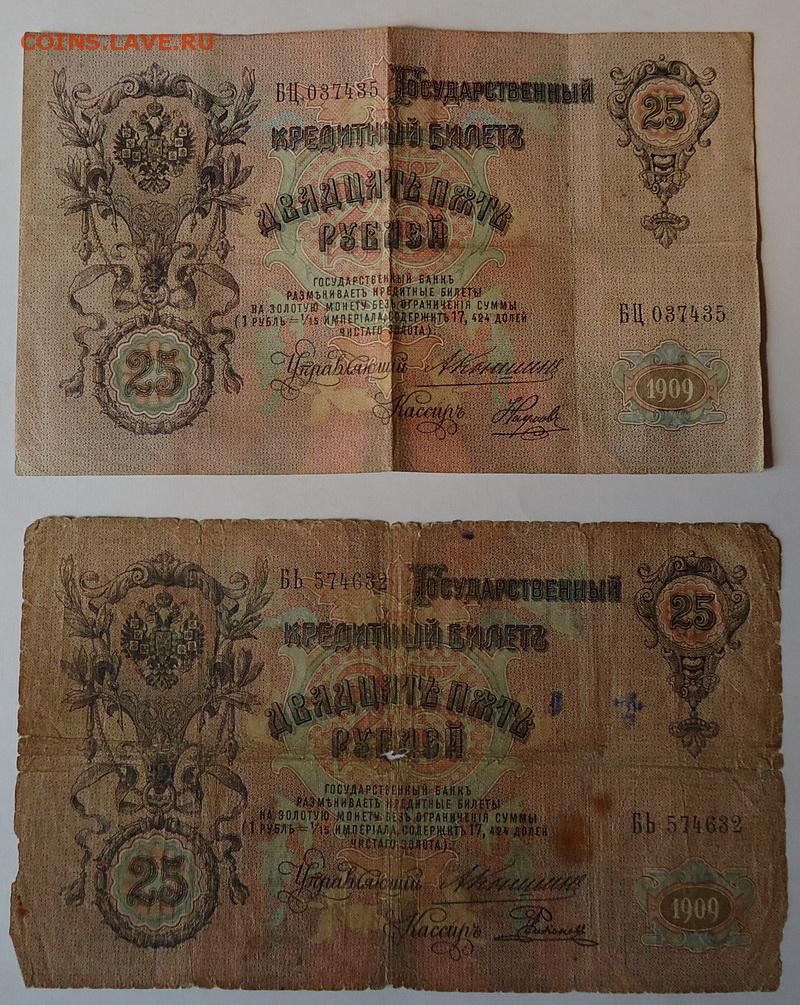 COINS.LAVE.RU
БЦ 037435 ГОСУДАРСТВЕННЫЙ
КРЕДИТНЫЙ БИЛЕТЪ
25
ДВАДЦАТЬ ПЯТЬ
РУБЛЕЙ
ГОСУДАРСТВЕННЫЙ БАНКЪ
РАЗМѢНИВАЕТЪ КРЕДИТНЫЕ БИЛЕТЫ
НА ЗОЛОТУЮ МОНЕТУ БЕЗЪ ОГРАНИЧЕНІЯ СУММЫ
(1 РУБЛЬ = 1/15 ИМПЕРІАЛА, СОДЕРЖИТЪ 17, 424 ДОЛЕЙ
ЧИСТАГО ЗОЛОТА).
БЦ 037435
Управляющій
25
1909
Кассиръ
БЬ 574632 ГОСУДАРСТВЕННЫЙ
КРЕДИТНЫЙ БИЛЕТЪ
25
ДВАДЦАТЬ ПЯТЬ
РУБЛЕЙ
ГОСУДАРСТВЕННЫЙ БАНКЪ
РАЗМѢНИВАЕТЪ КРЕДИТНЫЕ БИЛЕТЫ
НА ЗОЛОТУЮ МОНЕТУ БЕЗЪ ОГРАНИЧЕНІЯ СУММЫ
(1 РУБЛЬ = 1/15 ИМПЕРІАЛА, СОДЕРЖИТЪ 17, 424 ДОЛЕЙ
ЧИСТАГО ЗОЛОТА).
БЬ 574632
Управляющій
25
1909
Кассиръ